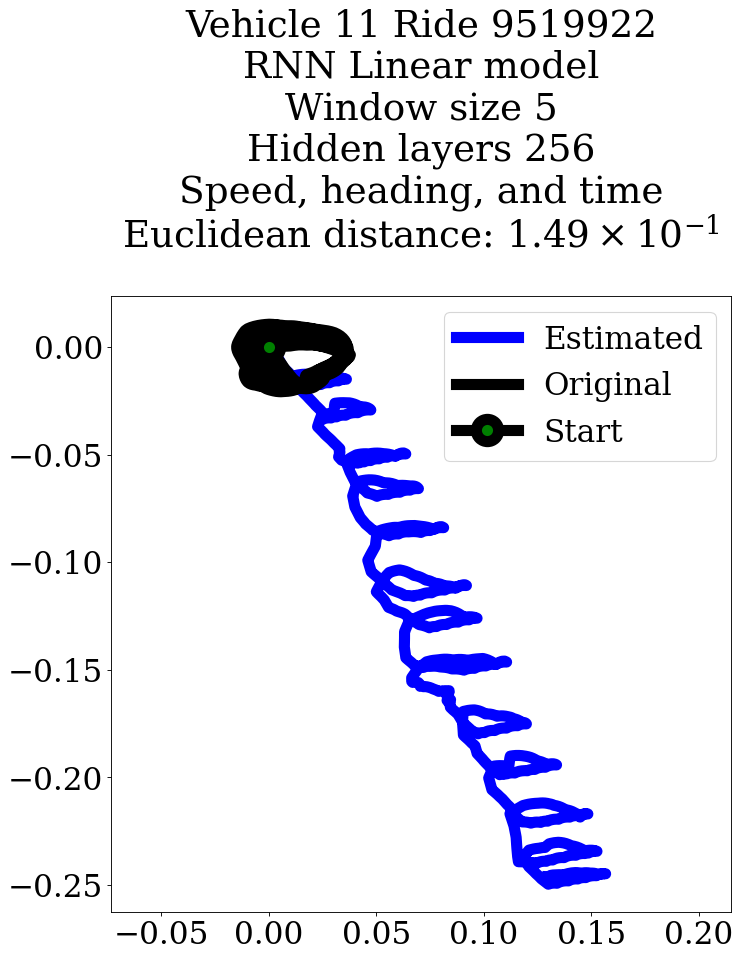 Vehicle 11 Ride 9519922
RNN Linear model
Window size 5
Hidden layers 256
Speed, heading, and time
Euclidean distance: 1.49 × 10⁻¹
Estimated
Original
Start
0.00
−0.05
−0.10
−0.15
−0.20
−0.25
−0.05 0.00 0.05 0.10 0.15 0.20